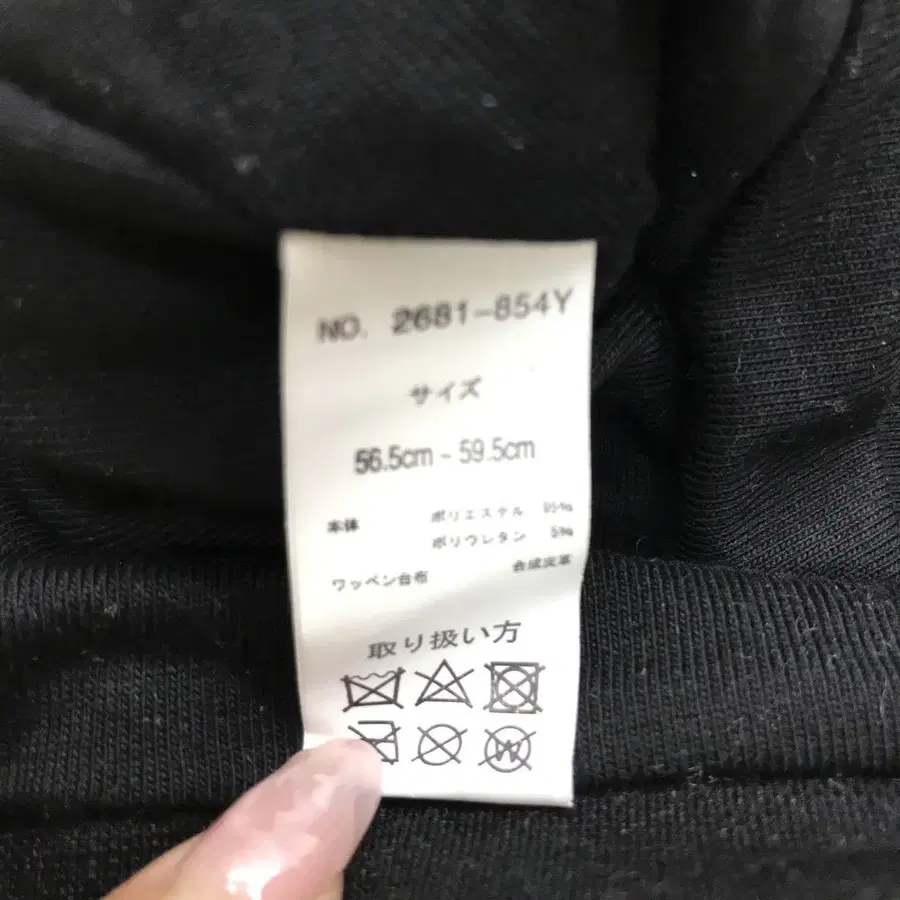 NO. 2681-854Y
サイズ
56.5cm - 59.5cm
本体 ポリエステル 95%
ポリウレタン 5%
ワッペン台布 合成皮革
取り扱い方